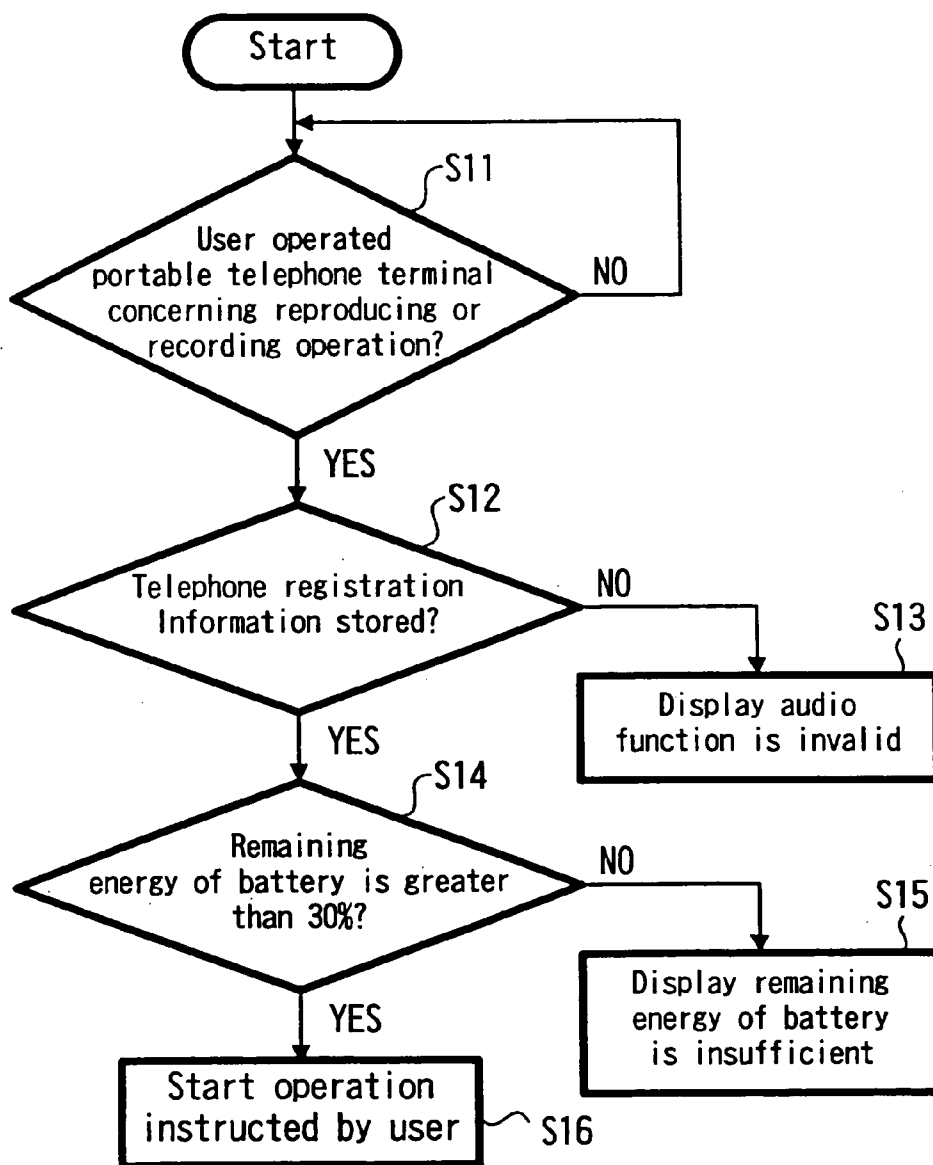 Start
S11
User operated
portable telephone terminal
concerning reproducing or
recording operation?
NO
YES
S12
Telephone registration
Information stored?
NO
S13
Display audio
function is invalid
YES
S14
Remaining
energy of battery is greater
than 30%?
NO
S15
Display remaining
energy of battery
is insufficient
YES
Start operation
instructed by user
S16